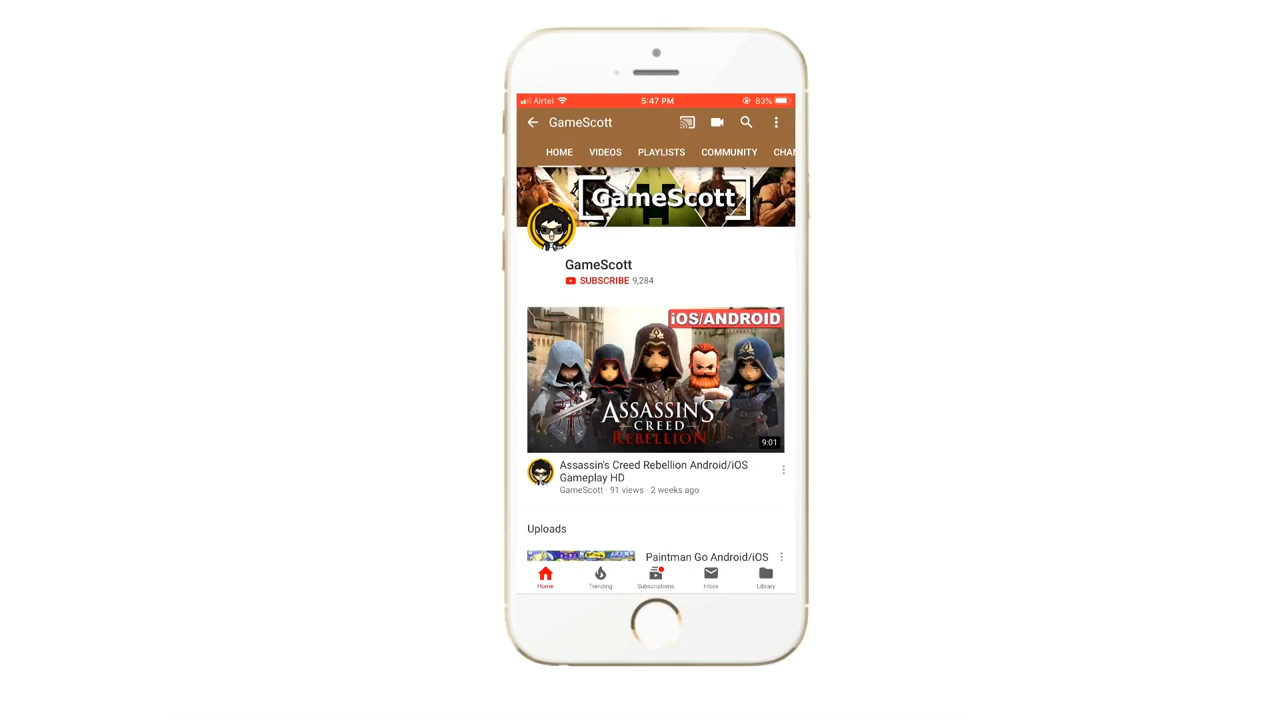 Airtel 5:47 PM 83%
GameScott
HOME VIDEOS PLAYLISTS COMMUNITY CHAN
GameScott
GameScott
SUBSCRIBE 9,284
iOS/ANDROID
ASSASSIN'S
CREED
REBELLION
9:01
Assassin's Creed Rebellion Android/iOS
Gameplay HD
GameScott · 91 views · 2 weeks ago
Uploads
Paintman Go Android/iOS
Home Trending Subscriptions Inbox Library